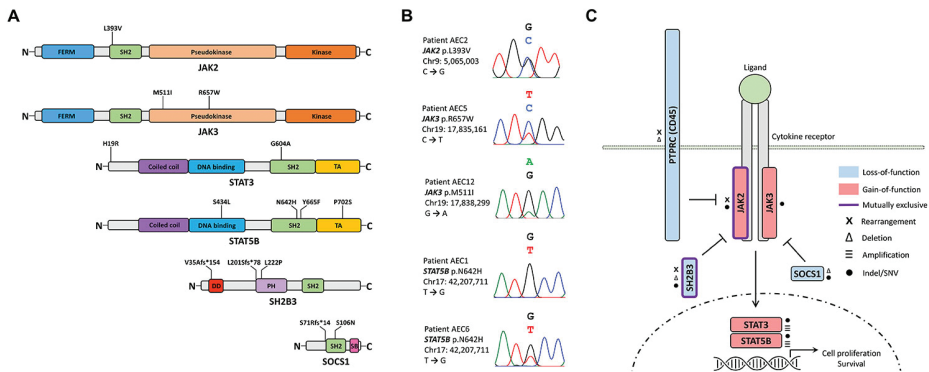 A
L393V
N FERM SH2 Pseudokinase Kinase C
JAK2
M511I R657W
N FERM SH2 Pseudokinase Kinase C
JAK3
H19R G604A
N Coiled coil DNA binding SH2 TA C
STAT3
S434L N642H Y665F P702S
N Coiled coil DNA binding SH2 TA C
STAT5B
V35Afs*154 L201Sfs*78 L222P
N DD PH SH2 C
SH2B3
S71Rfs*14 S106N
N SH2 SB C
SOCS1
B
G
Patient AEC2 C
JAK2 p.L393V
Chr9: 5,065,003
C → G
T
Patient AEC5 C
JAK3 p.R657W
Chr19: 17,835,161
C → T
A
Patient AEC12 G
JAK3 p.M511I
Chr19: 17,838,299
G → A
G
Patient AEC1 T
STAT5B p.N642H
Chr17: 42,207,711
T → G
G
Patient AEC6 T
STAT5B p.N642H
Chr17: 42,207,711
T → G
C
Ligand
PTPRC (CD45)
X
Δ
Cytokine receptor
JAK2
X
●
JAK3
●
Loss-of-function
Gain-of-function
Mutually exclusive
X Rearrangement
Δ Deletion
≡ Amplification
● Indel/SNV
X
Δ
●
SH2B3
SOCS1 Δ
●
STAT3 ●
≡
STAT5B ●
≡
Cell proliferation
Survival